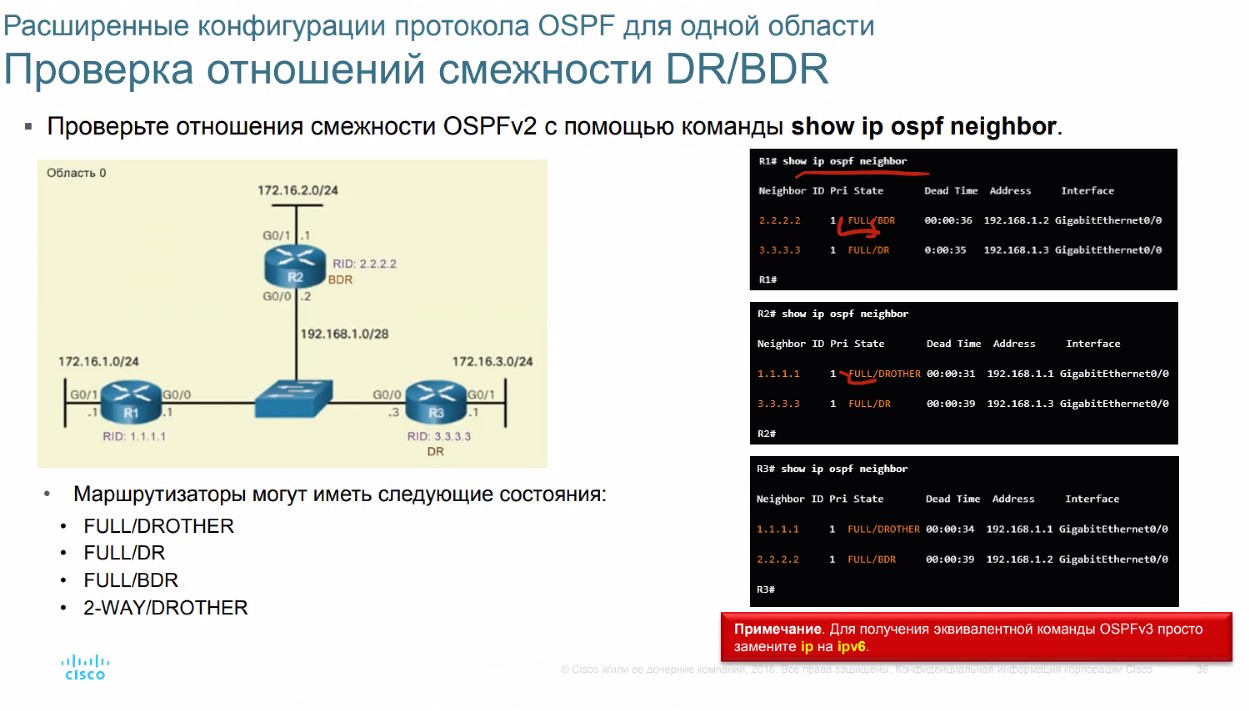 Расширенные конфигурации протокола OSPF для одной области
Проверка отношений смежности DR/BDR
▪ Проверьте отношения смежности OSPFv2 с помощью команды show ip ospf neighbor.
Область 0
172.16.2.0/24
G0/1 .1
R2
RID: 2.2.2.2
BDR
G0/0 .2
192.168.1.0/28
172.16.1.0/24
172.16.3.0/24
G0/1 G0/0
.1 R1 .1
RID: 1.1.1.1
G0/0 G0/1
.3 R3 .1
RID: 3.3.3.3
DR
• Маршрутизаторы могут иметь следующие состояния:
• FULL/DROTHER
• FULL/DR
• FULL/BDR
• 2-WAY/DROTHER
R1# show ip ospf neighbor
Neighbor ID Pri State Dead Time Address Interface
2.2.2.2 1 FULL/BDR 00:00:36 192.168.1.2 GigabitEthernet0/0
3.3.3.3 1 FULL/DR 0:00:35 192.168.1.3 GigabitEthernet0/0
R1#
R2# show ip ospf neighbor
Neighbor ID Pri State Dead Time Address Interface
1.1.1.1 1 FULL/DROTHER 00:00:31 192.168.1.1 GigabitEthernet0/0
3.3.3.3 1 FULL/DR 00:00:39 192.168.1.3 GigabitEthernet0/0
R2#
R3# show ip ospf neighbor
Neighbor ID Pri State Dead Time Address Interface
1.1.1.1 1 FULL/DROTHER 00:00:34 192.168.1.1 GigabitEthernet0/0
2.2.2.2 1 FULL/BDR 00:00:39 192.168.1.2 GigabitEthernet0/0
R3#
Примечание. Для получения эквивалентной команды OSPFv3 просто
замените ip на ipv6.
cisco
© Cisco и/или ее дочерние компании, 2016. Все права защищены. Конфиденциальная информация корпорации Cisco 36